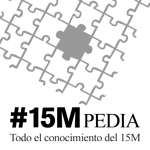 #15MPEDIA
Todo el conocimiento del 15M